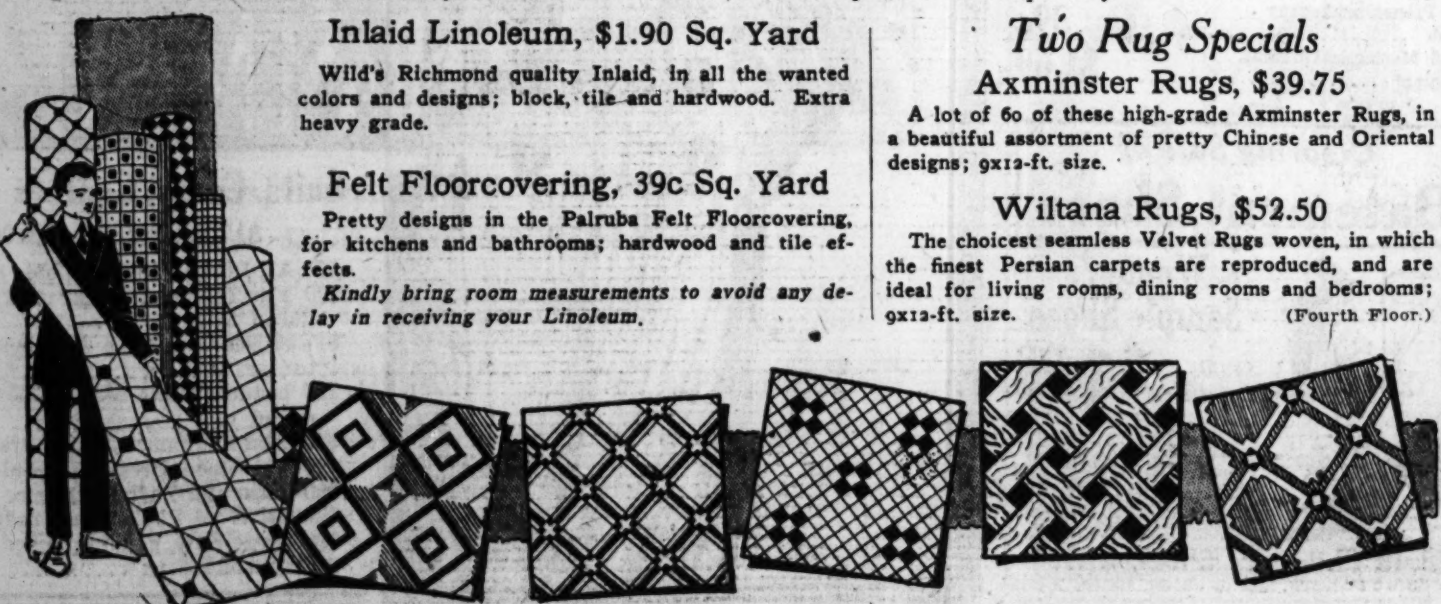 Inlaid Linoleum, $1.90 Sq. Yard
Wild's Richmond quality Inlaid, in all the wanted
colors and designs; block, tile and hardwood. Extra
heavy grade.
Felt Floorcovering, 39c Sq. Yard
Pretty designs in the Palruba Felt Floorcovering,
for kitchens and bathrooms; hardwood and tile ef-
fects.
Kindly bring room measurements to avoid any de-
lay in receiving your Linoleum.
Two Rug Specials
Axminster Rugs, $39.75
A lot of 60 of these high-grade Axminster Rugs, in
a beautiful assortment of pretty Chinese and Oriental
designs; 9x12-ft. size.
Wiltana Rugs, $52.50
The choicest seamless Velvet Rugs woven, in which
the finest Persian carpets are reproduced, and are
ideal for living rooms, dining rooms and bedrooms;
9x12-ft. size. (Fourth Floor.)